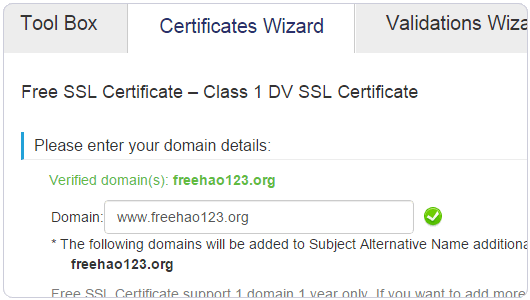 Tool Box Certificates Wizard Validations
Free SSL Certificate – Class 1 DV SSL Certificate
Please enter your domain details:
Verified domain(s): freehao123.org
Domain: www.freehao123.org
* The following domains will be added to Subject Alternative Name
freehao123.org
Free SSL Certificate support 1 domain 1 year only. If you want to add more